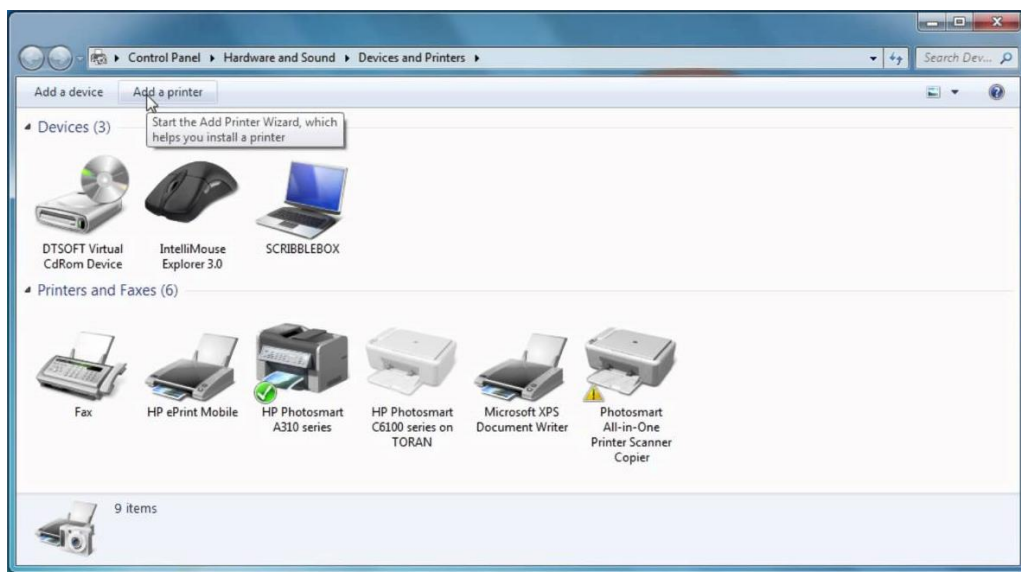 Control Panel ▸ Hardware and Sound ▸ Devices and Printers ▸
Search Dev...
Add a device Add a printer
Start the Add Printer Wizard, which
helps you install a printer
Devices (3)
DTSOFT Virtual
CdRom Device
IntelliMouse
Explorer 3.0
SCRIBBLEBOX
Printers and Faxes (6)
Fax
HP ePrint Mobile
HP Photosmart
A310 series
HP Photosmart
C6100 series on
TORAN
Microsoft XPS
Document Writer
Photosmart
All-in-One
Printer Scanner
Copier
9 items